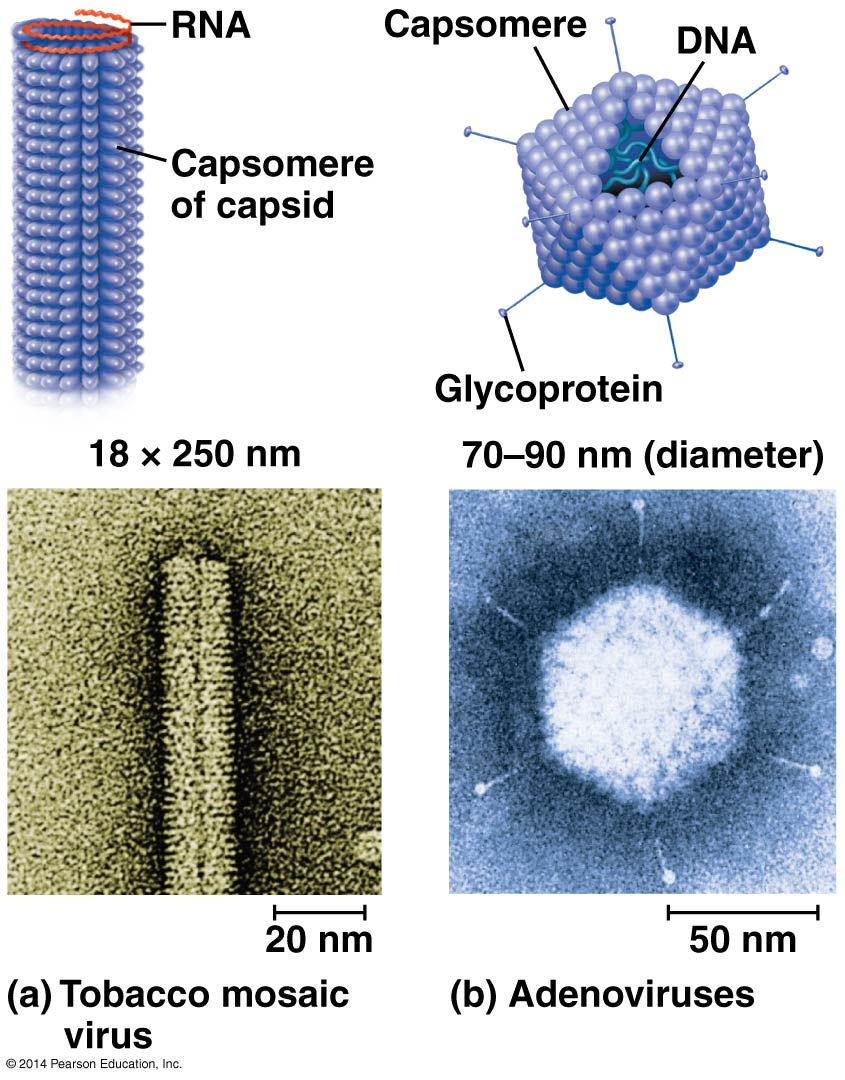 RNA
Capsomere
of capsid
Capsomere
DNA
Glycoprotein
18 × 250 nm
70–90 nm (diameter)
20 nm
50 nm
(a) Tobacco mosaic
virus
(b) Adenoviruses
© 2014 Pearson Education, Inc.